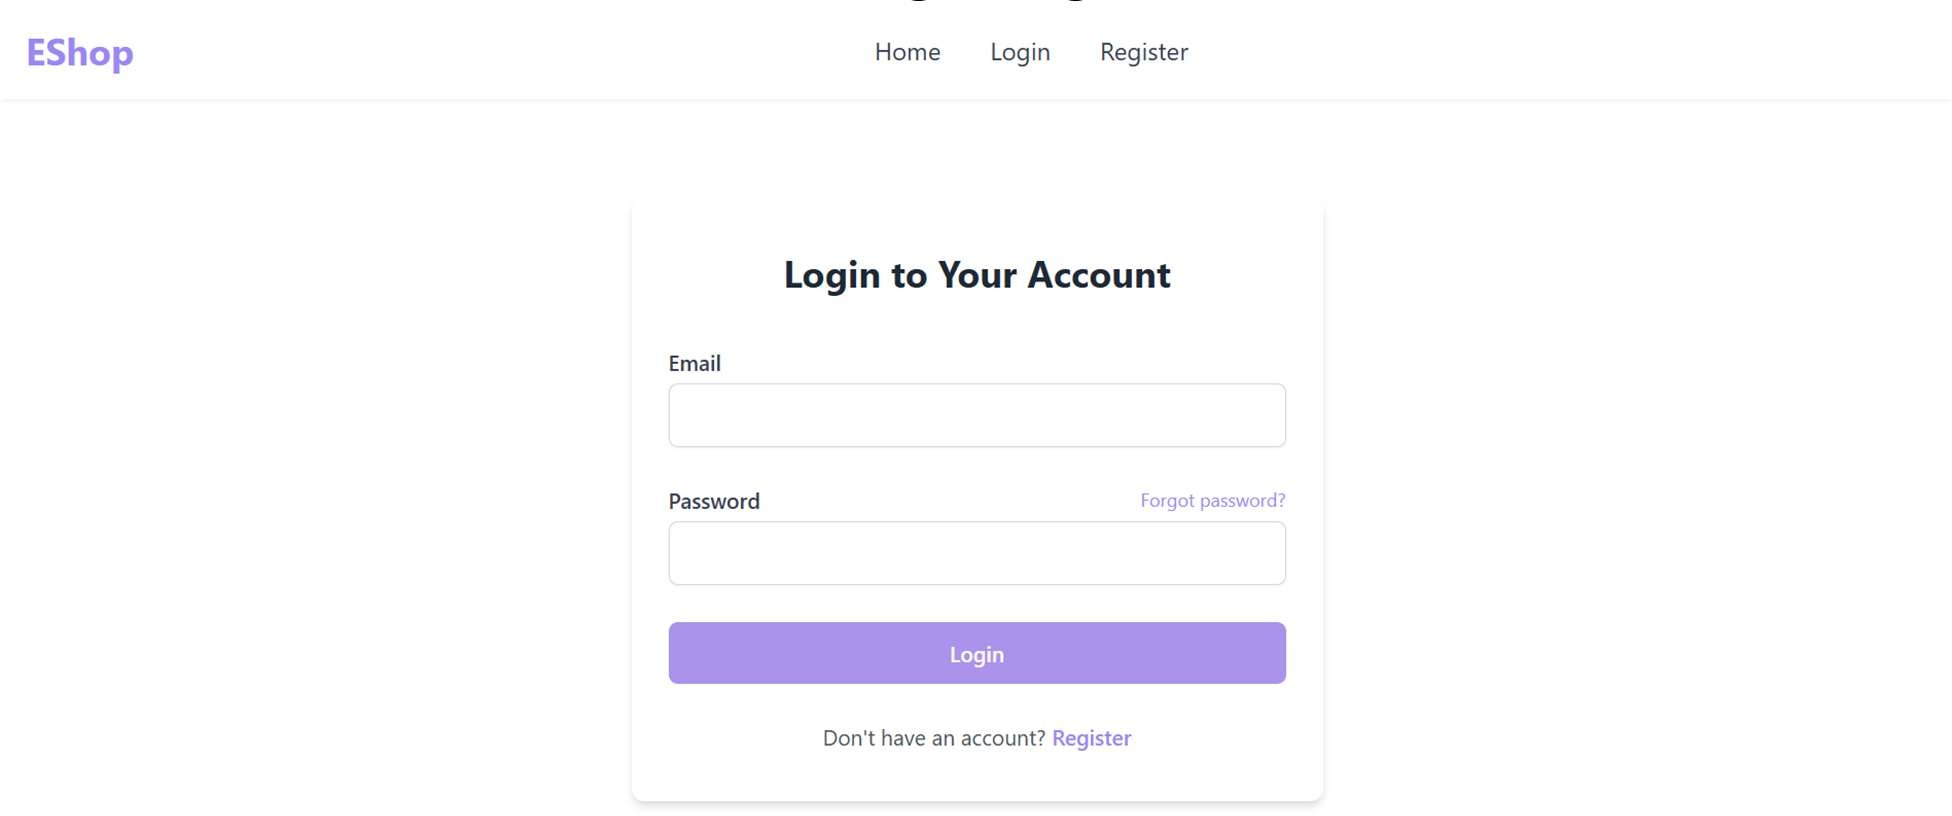 EShop
Home Login Register
Login to Your Account
Email
Password Forgot password?
Login
Don't have an account? Register